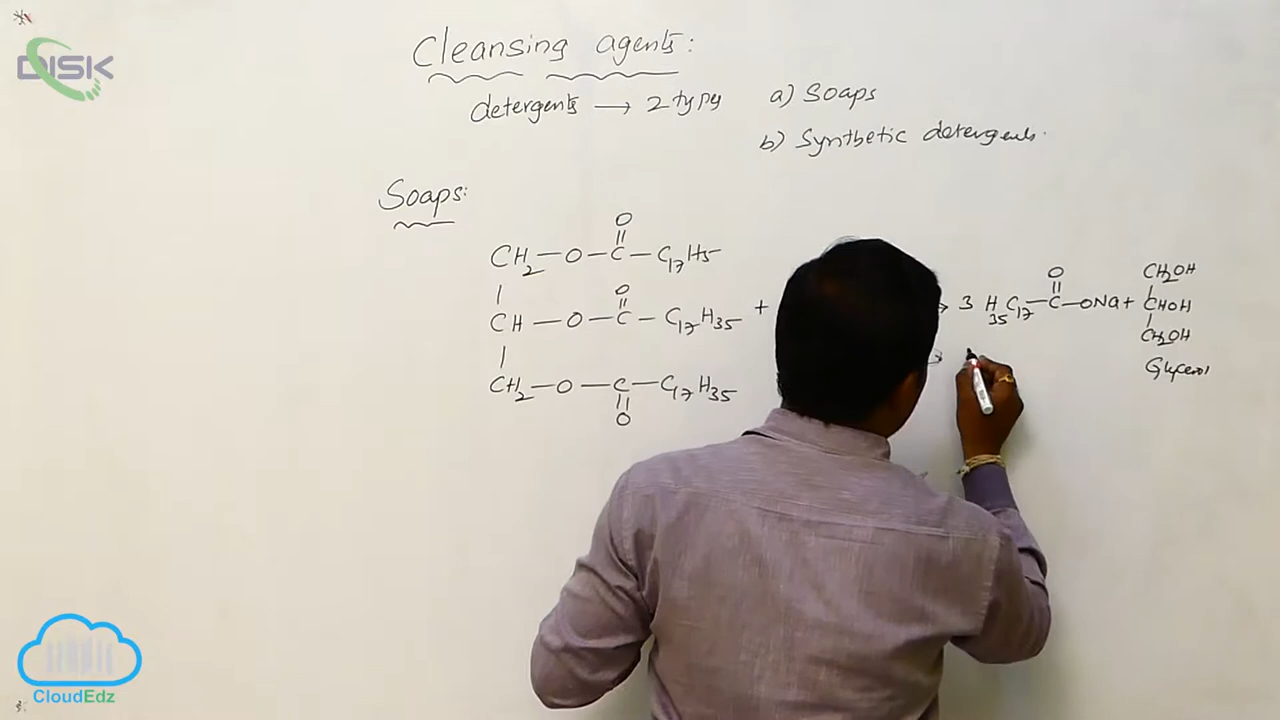 DISK
Cleansing agents:
detergents → 2 types a) Soaps
b) Synthetic detergents.
Soaps:
O
||
CH2 — O — C — C17H5
|
O
||
CH — O — C — C17H35
|
CH2 — O — C — C17H35
||
O
+
→ 3 H35C17 — C — ONa +
O
||
CH2OH
|
CHOH
|
CH2OH
Glycerol
CloudEdz